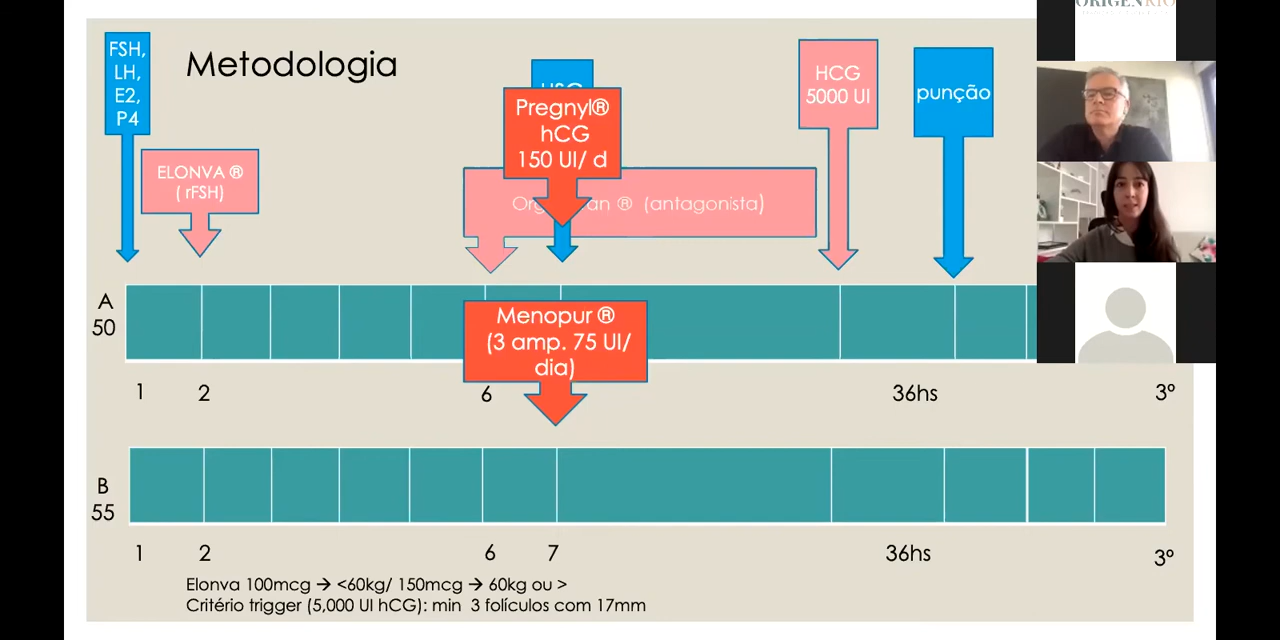 ORIGENRIO
FSH,
LH,
E2,
P4
Metodologia
Pregnyl®
hCG
150 UI/ d
HCG
5000 UI
punção
ELONVA ®
( rFSH)
® (antagonista)
A
50
Menopur ®
(3 amp. 75 UI/
dia)
1 2 6 36hs 3º
B
55
1 2 6 7 36hs 3º
Elonva 100mcg → <60kg/ 150mcg → 60kg ou >
Critério trigger (5,000 UI hCG): min 3 folículos com 17mm